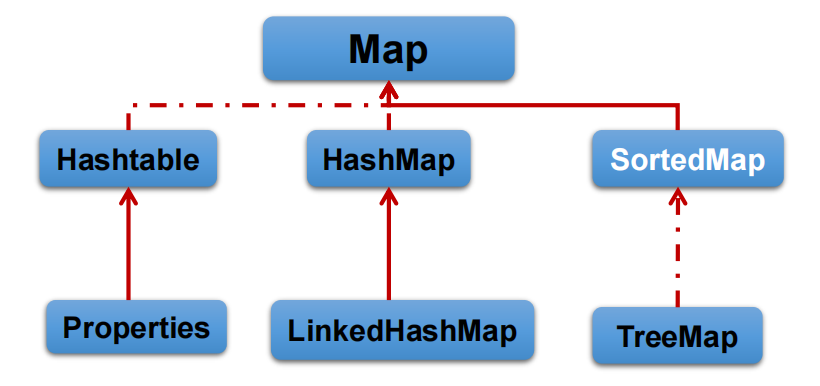 Map
Hashtable
HashMap
SortedMap
Properties
LinkedHashMap
TreeMap